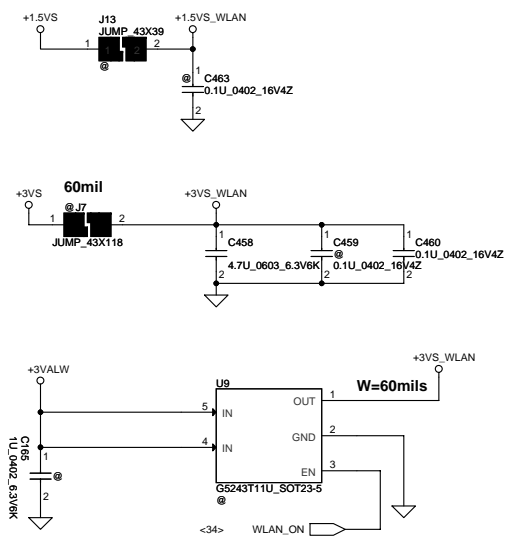 +1.5VS
J13
JUMP_43X39
+1.5VS_WLAN
1 1 2 2
@
1
@ C463
0.1U_0402_16V4Z
2
60mil
+3VS
@ J7
+3VS_WLAN
1 2
JUMP_43X118
1 C458
4.7U_0603_6.3V6K
2
1 C459
@
0.1U_0402_16V4Z
2
1 C460
0.1U_0402_16V4Z
2
+3VALW
+3VS_WLAN
U9
W=60mils
OUT 1
5 IN
GND 2
4 IN
EN 3
C165
1U_0402_6.3V6K
1
@
2
G5243T11U_SOT23-5
@
<34> WLAN_ON